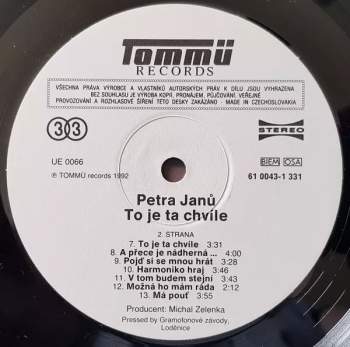 Tommü
RECORDS
VŠECHNA PRÁVA VÝROBCE A VLASTNÍKŮ AUTORSKÝCH PRÁV K DÍLU JSOU VYHRAZENA
BEZ SOUHLASU JE VÝROBA KOPIÍ, PRONÁJEM, PŮJČOVÁNÍ, VEŘEJNÉ
PROVOZOVÁNÍ A ROZHLASOVÉ ŠÍŘENÍ TÉTO DESKY ZAKÁZÁNO - MADE IN CZECHOSLOVAKIA
33
STEREO
UE 0066
BIEM OSA
℗ TOMMÜ records 1992
61 0043-1 331
Petra Janů
To je ta chvíle
2. STRANA
7. To je ta chvíle 3:31
8. A přece je nádherná ... 4:00
9. Pojď si se mnou hrát 3:28
10. Harmoniko hraj 3:46
11. V tom budem stejní 3:43
12. Možná ho mám ráda 3:52
13. Má pouť 3:55
Producent: Michal Zelenka
Pressed by Gramofonové závody,
Loděnice